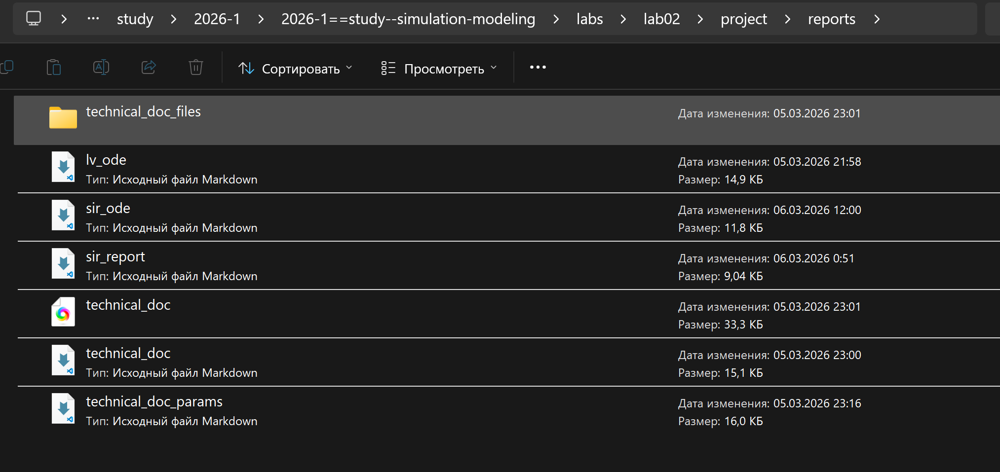 study 2026-1 2026-1==study--simulation-modeling labs lab02 project reports
Сортировать Просмотреть
technical_doc_files Дата изменения: 05.03.2026 23:01
lv_ode Дата изменения: 05.03.2026 21:58
Тип: Исходный файл Markdown Размер: 14,9 КБ
sir_ode Дата изменения: 06.03.2026 12:00
Тип: Исходный файл Markdown Размер: 11,8 КБ
sir_report Дата изменения: 06.03.2026 0:51
Тип: Исходный файл Markdown Размер: 9,04 КБ
technical_doc Дата изменения: 05.03.2026 23:01
Размер: 33,3 КБ
technical_doc Дата изменения: 05.03.2026 23:00
Тип: Исходный файл Markdown Размер: 15,1 КБ
technical_doc_params Дата изменения: 05.03.2026 23:16
Тип: Исходный файл Markdown Размер: 16,0 КБ